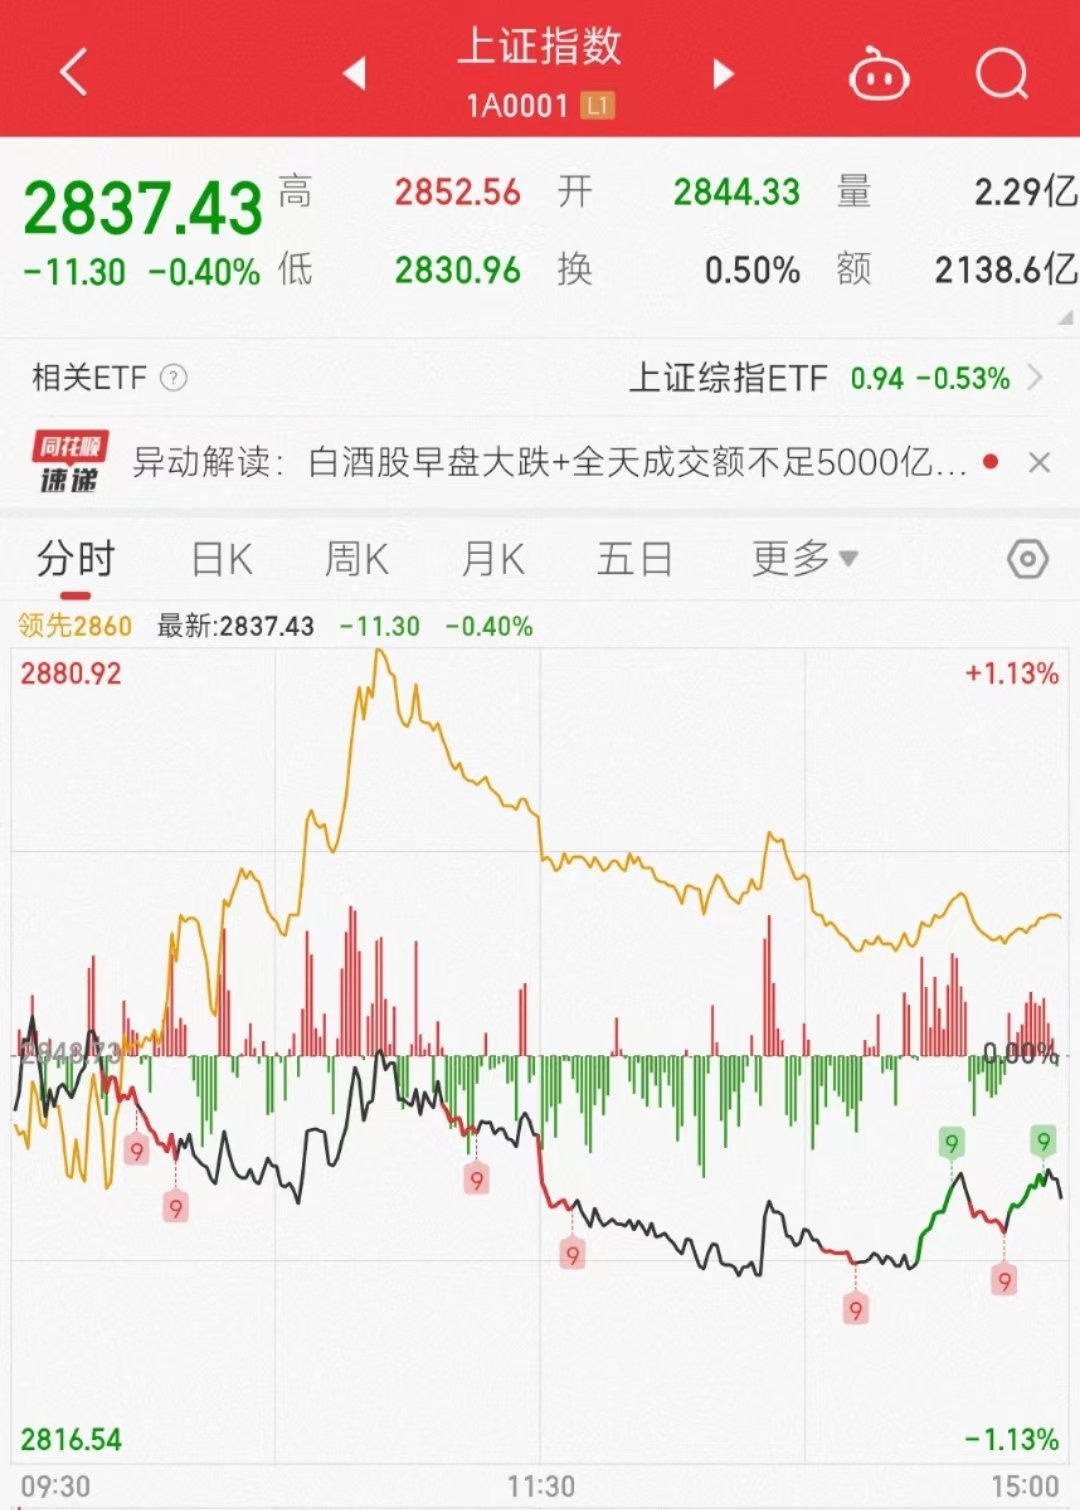 上证指数
1A0001 L1
2837.43 高 2852.56 开 2844.33 量 2.29亿
-11.30 -0.40% 低 2830.96 换 0.50% 额 2138.6亿
相关ETF ? 上证综指ETF 0.94 -0.53%
同花顺
速递
异动解读：白酒股早盘大跌+全天成交额不足5000亿...
分时 日K 周K 月K 五日 更多
领先2860 最新:2837.43 -11.30 -0.40%
2880.92 +1.13%
2848.73 0.00%
9 9
9 9
9
9 9
9
2816.54 -1.13%
09:30 11:30 15:00